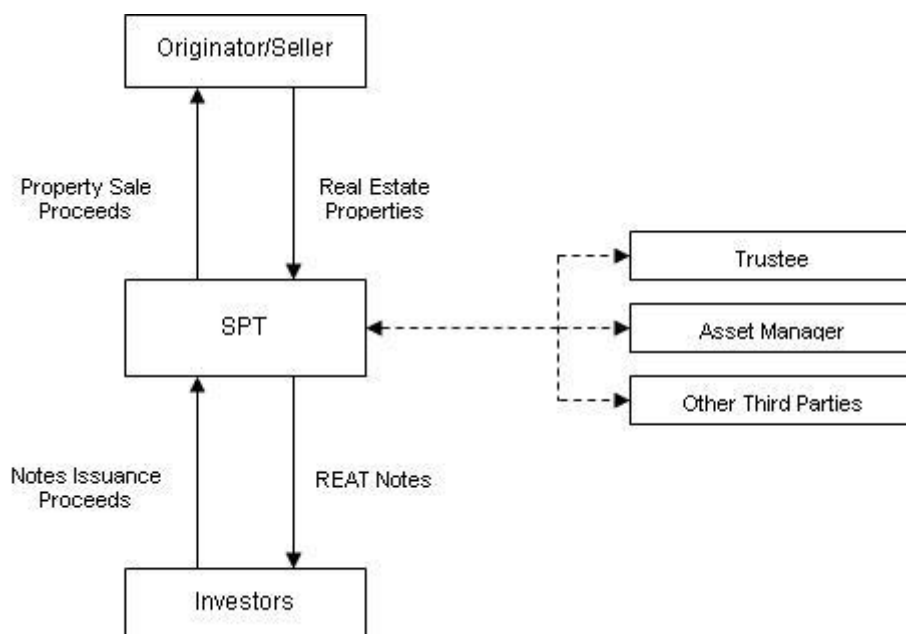 Originator/Seller
Property Sale
Proceeds
Real Estate
Properties
Trustee
SPT
Asset Manager
Other Third Parties
Notes Issuance
Proceeds
REAT Notes
Investors